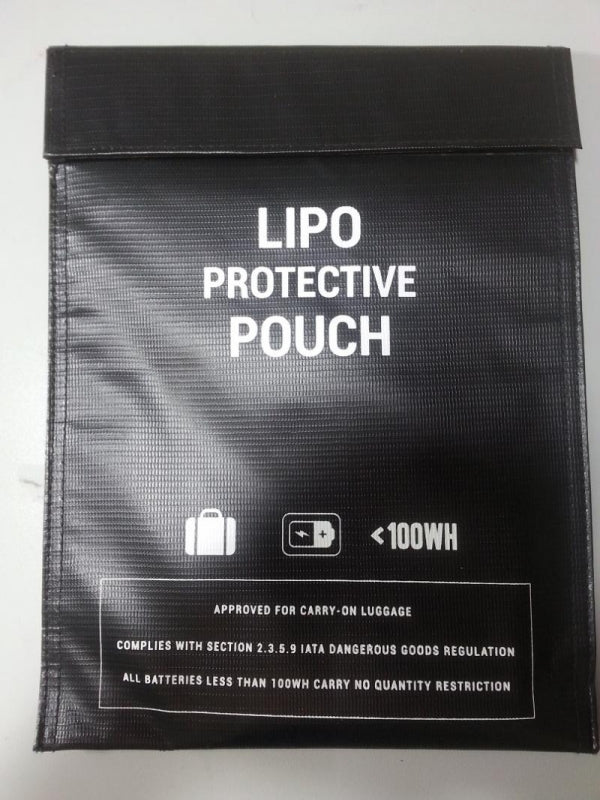 LIPO
PROTECTIVE
POUCH
<100WH
APPROVED FOR CARRY-ON LUGGAGE
COMPLIES WITH SECTION 2.3.5.9 IATA DANGEROUS GOODS REGULATION
ALL BATTERIES LESS THAN 100WH CARRY NO QUANTITY RESTRICTION